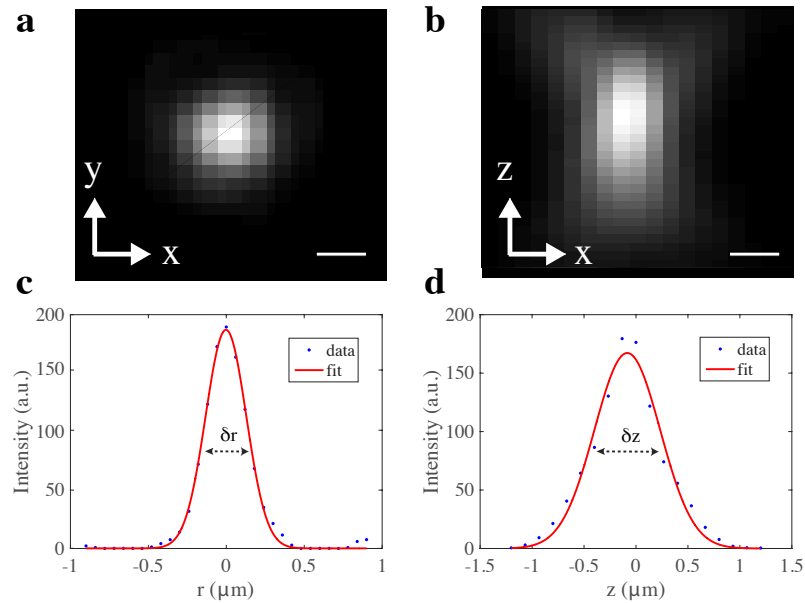 a
b
y
x
z
x
c
d
200
150
100
50
0
Intensity (a.u.)
data
fit
δr
-1
-0.5
0
0.5
1
r (μm)
200
150
100
50
0
Intensity (a.u.)
data
fit
δz
-1.5
-1
-0.5
0
0.5
1
1.5
z (μm)